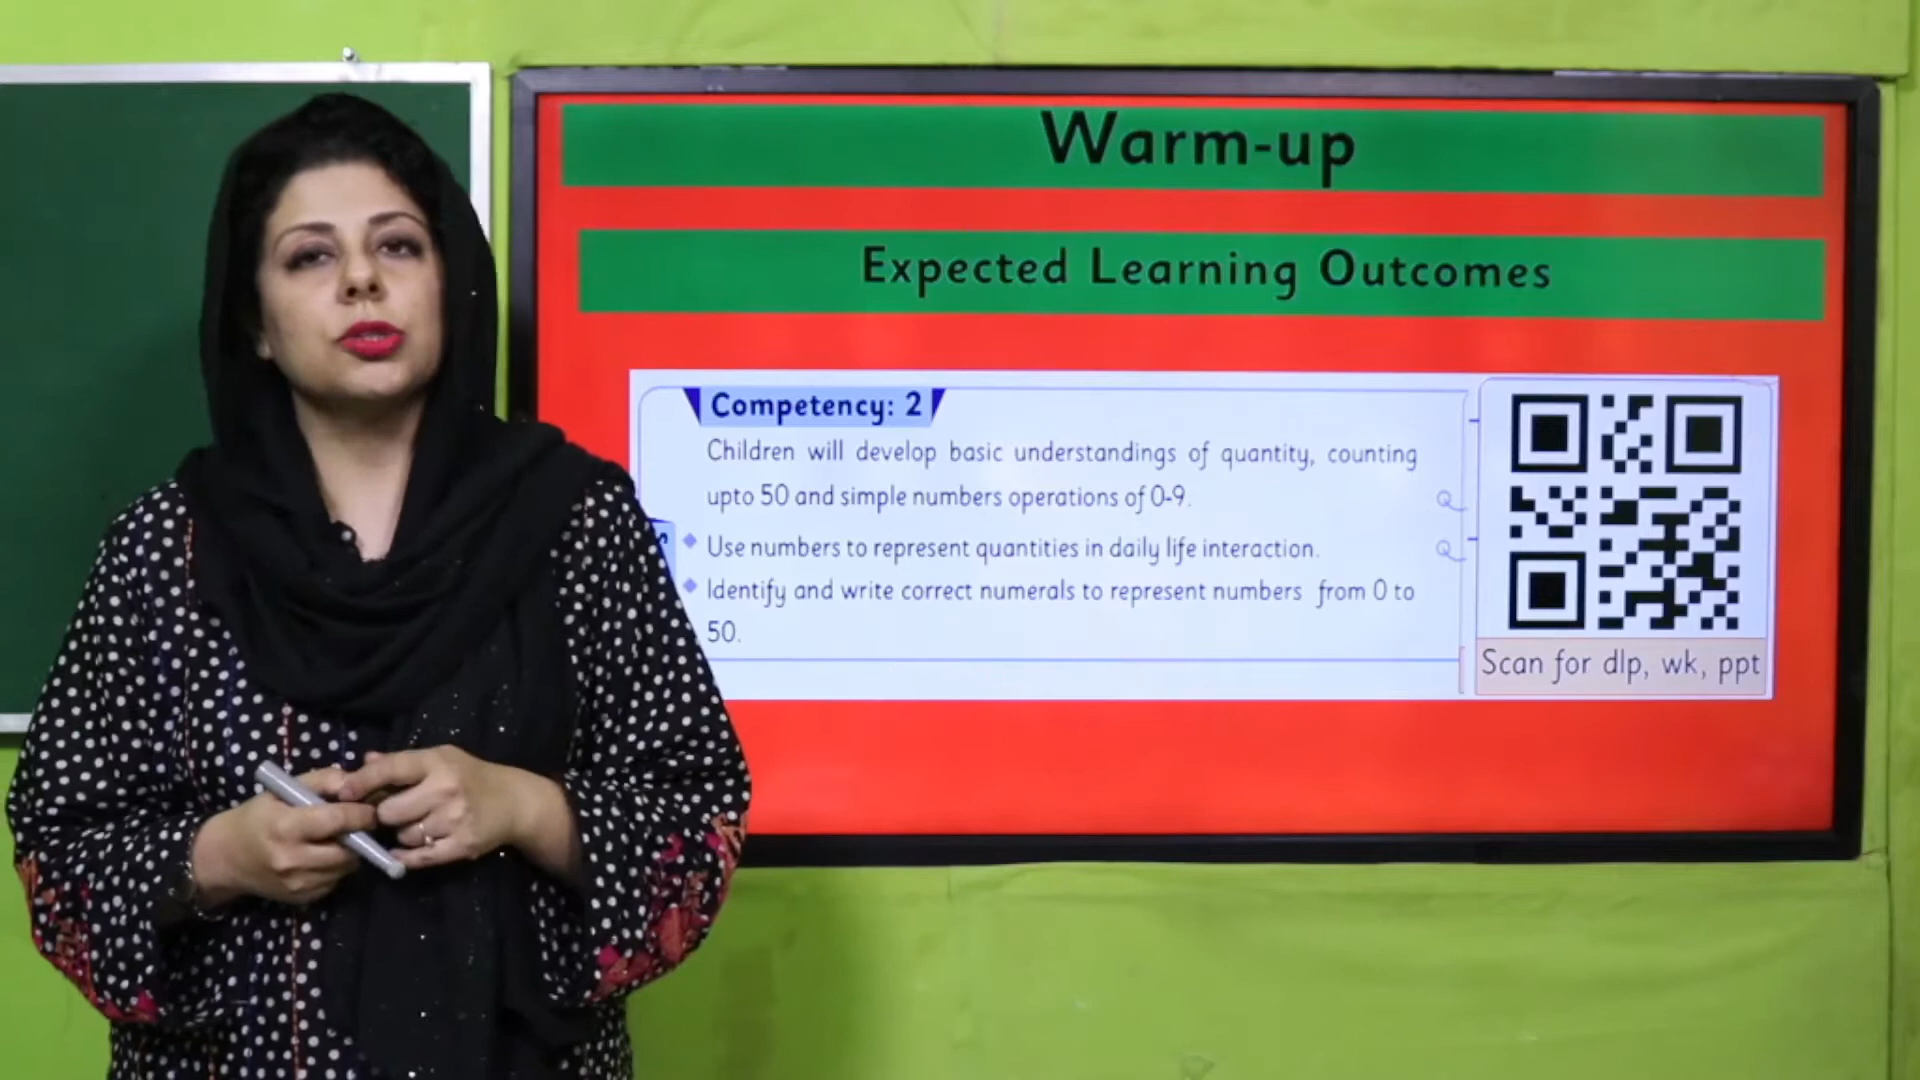 Warm-up
Expected Learning Outcomes
Competency: 2
Children will develop basic understandings of quantity, counting
upto 50 and simple numbers operations of 0-9.
Use numbers to represent quantities in daily life interaction.
Identify and write correct numerals to represent numbers from 0 to
50.
Scan for dlp, wk, ppt